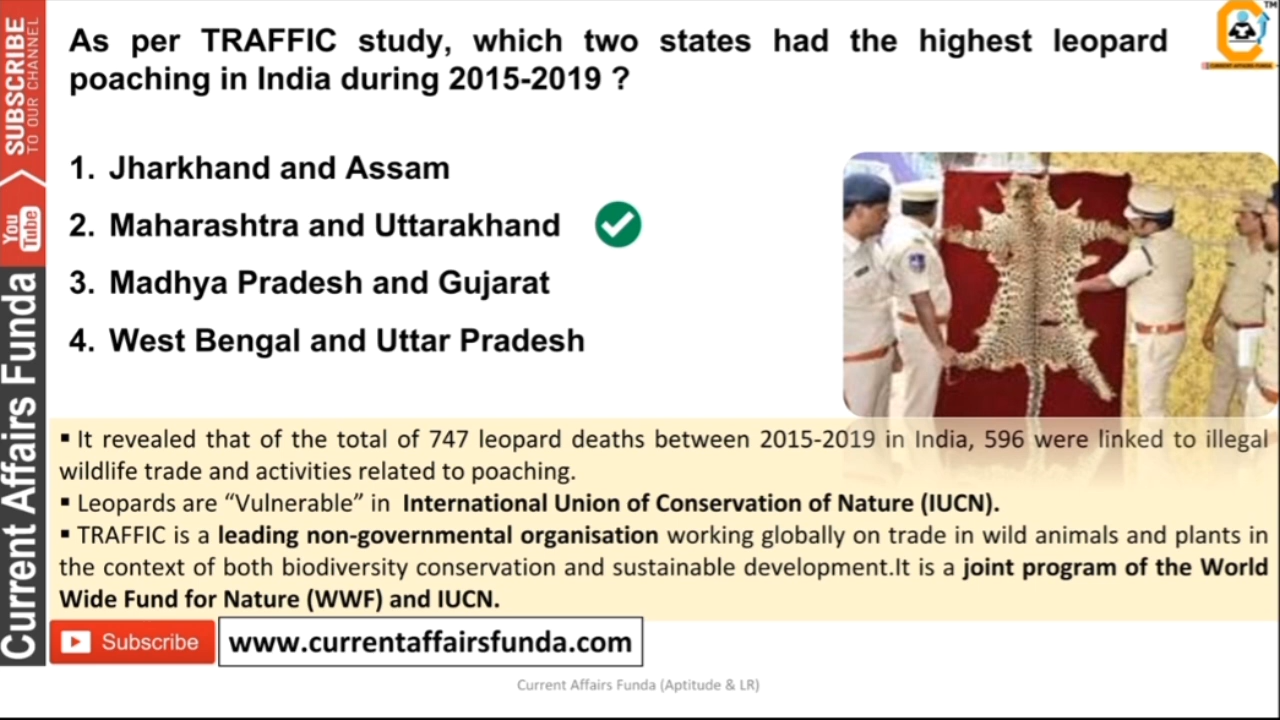 SUBSCRIBE
TO OUR CHANNEL
You
Tube
Current Affairs Funda
TM
CURRENT AFFAIRS FUNDA
As per TRAFFIC study, which two states had the highest leopard
poaching in India during 2015-2019 ?
1. Jharkhand and Assam
2. Maharashtra and Uttarakhand
3. Madhya Pradesh and Gujarat
4. West Bengal and Uttar Pradesh
▪ It revealed that of the total of 747 leopard deaths between 2015-2019 in India, 596 were linked to illegal
wildlife trade and activities related to poaching.
▪ Leopards are “Vulnerable” in International Union of Conservation of Nature (IUCN).
▪ TRAFFIC is a leading non-governmental organisation working globally on trade in wild animals and plants in
the context of both biodiversity conservation and sustainable development.It is a joint program of the World
Wide Fund for Nature (WWF) and IUCN.
Subscribe
www.currentaffairsfunda.com
Current Affairs Funda (Aptitude & LR)